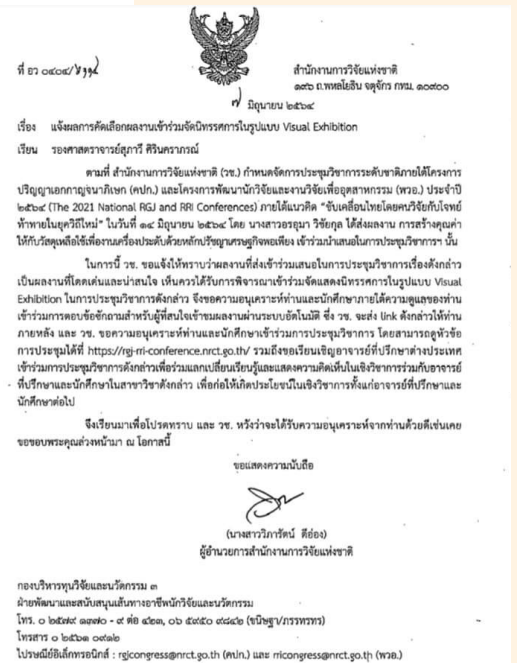 ที่ อว ๐๔๐๔/
สำนักงานการวิจัยแห่งชาติ
๑๙๖ ถ.พหลโยธิน จตุจักร กทม. ๑๐๙๐๐
๗ มิถุนายน ๒๕๖๔
เรื่อง แจ้งผลการคัดเลือกผลงานเข้าร่วมจัดนิทรรศการในรูปแบบ Visual Exhibition
เรียน รองศาสตราจารย์สุภาวี ศิรินคราภรณ์
ตามที่ สำนักงานการวิจัยแห่งชาติ (วช.) กำหนดจัดการประชุมวิชาการระดับชาติภายใต้โครงการ
ปริญญาเอกกาญจนาภิเษก (คปก.) และโครงการพัฒนานักวิจัยและงานวิจัยเพื่ออุตสาหกรรม (พวอ.) ประจำปี
๒๕๖๔ (The 2021 National RGJ and RRI Conferences) ภายใต้แนวคิด “ขับเคลื่อนไทยโดยคนวิจัยกับโจทย์
ท้าทายในยุควิถีใหม่” ในวันที่ ๑๔ มิถุนายน ๒๕๖๔ โดย นางสาวอรอุมา วิชัยกุล ได้ส่งผลงาน การสร้างคุณค่า
ให้กับวัสดุเหลือใช้เพื่องานเครื่องประดับด้วยหลักปรัชญาเศรษฐกิจพอเพียง เข้าร่วมนำเสนอในการประชุมวิชาการฯ นั้น
ในการนี้ วช. ขอแจ้งให้ทราบว่าผลงานที่ส่งเข้าร่วมเสนอในการประชุมวิชาการเรื่องดังกล่าว
เป็นผลงานที่โดดเด่นและน่าสนใจ เห็นควรได้รับการพิจารณาเข้าร่วมจัดแสดงนิทรรศการในรูปแบบ Visual
Exhibition ในการประชุมวิชาการดังกล่าว จึงขอความอนุเคราะห์ท่านและนักศึกษาภายใต้ความดูแลของท่าน
เข้าร่วมการตอบข้อซักถามสำหรับผู้ที่สนใจเข้าชมผลงานผ่านระบบอัตโนมัติ ซึ่ง วช. จะส่ง link ดังกล่าวให้ท่าน
ภายหลัง และ วช. ขอความอนุเคราะห์ท่านและนักศึกษาเข้าร่วมการประชุมวิชาการ โดยสามารถดูหัวข้อ
การประชุมได้ที่ https://rgj-rri-conference.nrct.go.th/ รวมถึงขอเรียนเชิญอาจารย์ที่ปรึกษาต่างประเทศ
เข้าร่วมการประชุมวิชาการดังกล่าวเพื่อร่วมแลกเปลี่ยนเรียนรู้และแสดงความคิดเห็นในเชิงวิชาการร่วมกับอาจารย์
ที่ปรึกษาและนักศึกษาในสาขาวิชาดังกล่าว เพื่อก่อให้เกิดประโยชน์ในเชิงวิชาการทั้งแก่อาจารย์ที่ปรึกษาและ
นักศึกษาต่อไป
จึงเรียนมาเพื่อโปรดทราบ และ วช. หวังว่าจะได้รับความอนุเคราะห์จากท่านด้วยดีเช่นเคย
ขอขอบพระคุณล่วงหน้ามา ณ โอกาสนี้
ขอแสดงความนับถือ
(นางสาววิภารัตน์ ดีอ่อง)
ผู้อำนวยการสำนักงานการวิจัยแห่งชาติ
กองบริหารทุนวิจัยและนวัตกรรม ๓
ฝ่ายพัฒนาและสนับสนุนเส้นทางอาชีพนักวิจัยและนวัตกรรม
โทร. ๐ ๒๕๗๙ ๑๓๗๐ - ๙ ต่อ ๔๒๓, ๐๖ ๕๙๕๐ ๙๘๔๒ (ขนิษฐา/ภรรทรทร)
โทรสาร ๐ ๒๕๖๑ ๐๙๑๒
ไปรษณีย์อิเล็กทรอนิกส์ : rgjcongress@nrct.go.th (คปก.) และ rricongress@nrct.go.th (พวอ.)